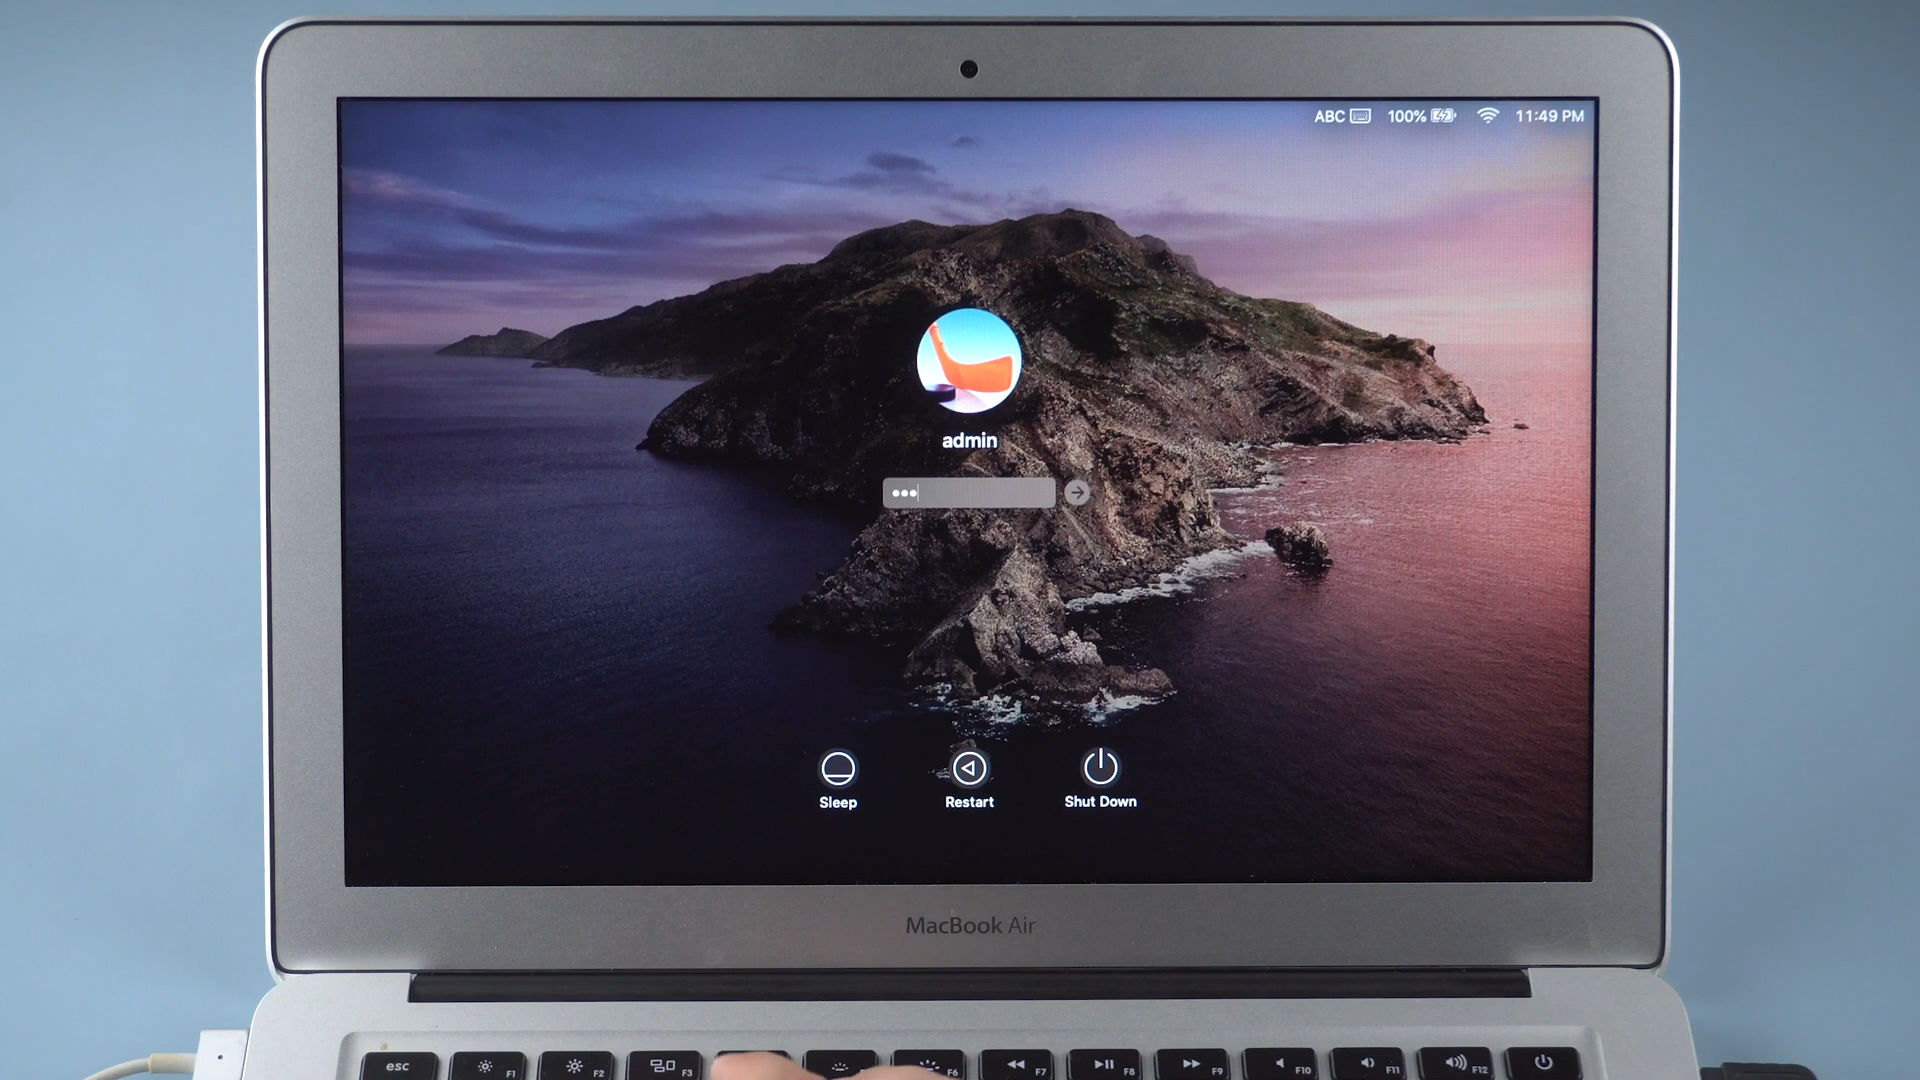 ABC 100% 11:49 PM
admin
Sleep Restart Shut Down
MacBook Air
esc F1 F2 F3 F6 F7 F8 F9 F10 F11 F12